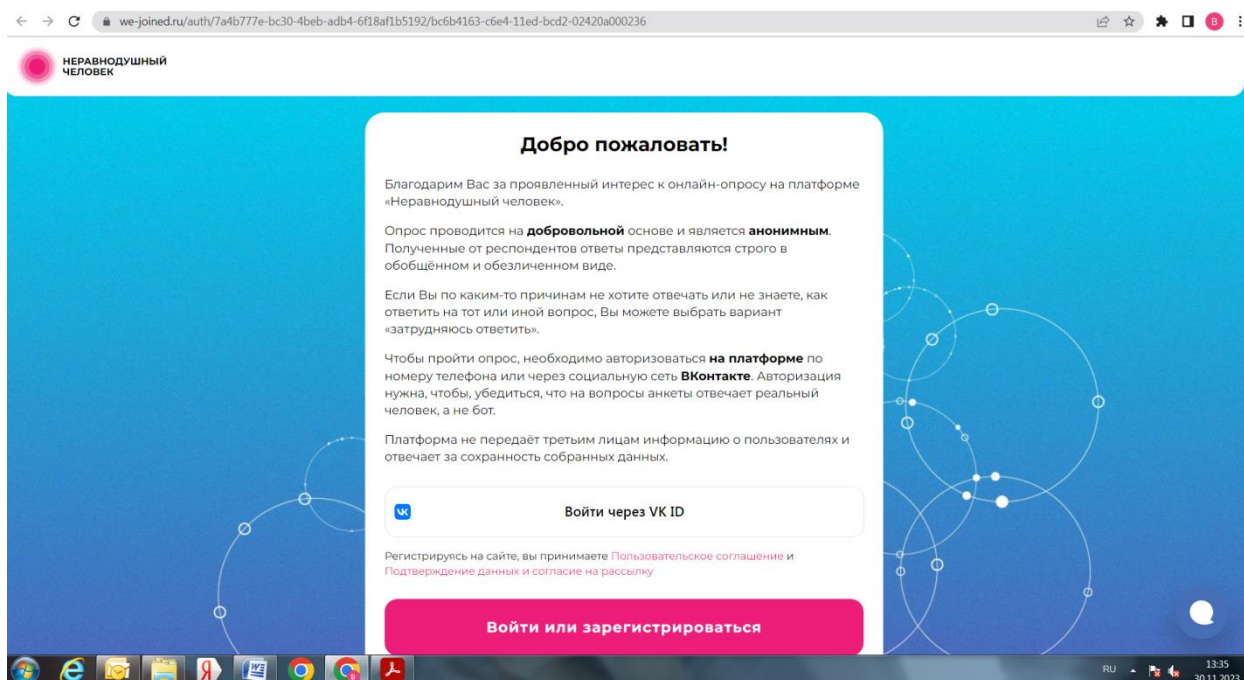 we-joined.ru/auth/7a4b777e-bc30-4beb-adb4-6f18af1b5192/bc6b4163-c6e4-11ed-bcd2-02420a000236
B
НЕРАВНОДУШНЫЙ
ЧЕЛОВЕК
Добро пожаловать!
Благодарим Вас за проявленный интерес к онлайн-опросу на платформе
«Неравнодушный человек».
Опрос проводится на добровольной основе и является анонимным.
Полученные от респондентов ответы представляются строго в
обобщённом и обезличенном виде.
Если Вы по каким-то причинам не хотите отвечать или не знаете, как
ответить на тот или иной вопрос, Вы можете выбрать вариант
«затрудняюсь ответить».
Чтобы пройти опрос, необходимо авторизоваться на платформе по
номеру телефона или через социальную сеть ВКонтакте. Авторизация
нужна, чтобы, убедиться, что на вопросы анкеты отвечает реальный
человек, а не бот.
Платформа не передаёт третьим лицам информацию о пользователях и
отвечает за сохранность собранных данных.
Войти через VK ID
Регистрируясь на сайте, вы принимаете Пользовательское соглашение и
Подтверждение данных и согласие на рассылку
Войти или зарегистрироваться
RU
13:35
30.11.2023